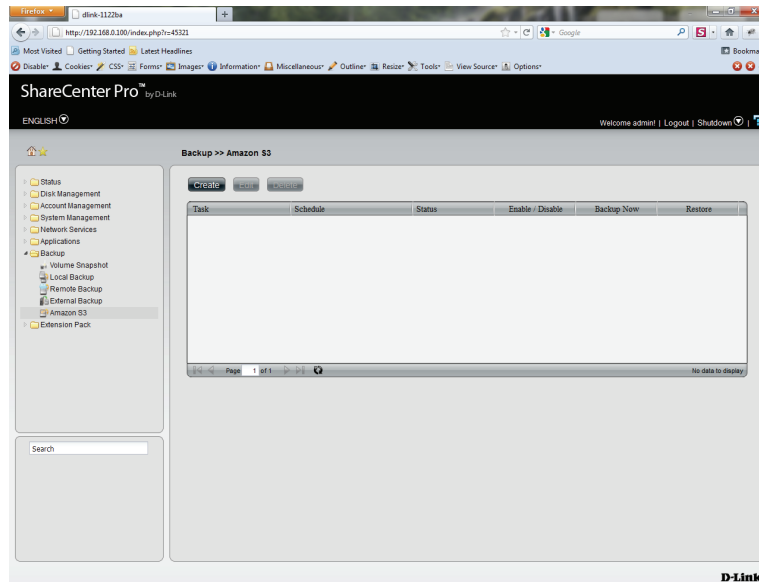 Firefox
dlink-1122ba
http://192.168.0.100/index.php?r=45321
Google
Most Visited Getting Started Latest Headlines
Bookma
Disable Cookies CSS Forms Images Information Miscellaneous Outline Resize Tools View Source Options
ShareCenter Pro™ by D-Link
ENGLISH
Welcome admin! | Logout | Shutdown |
Backup >> Amazon S3
Status
Disk Management
Account Management
System Management
Network Services
Applications
Backup
Volume Snapshot
Local Backup
Remote Backup
External Backup
Amazon S3
Extension Pack
Create Edit Delete
Task Schedule Status Enable / Disable Backup Now Restore
Page 1 of 1
No data to display
Search
D-Link